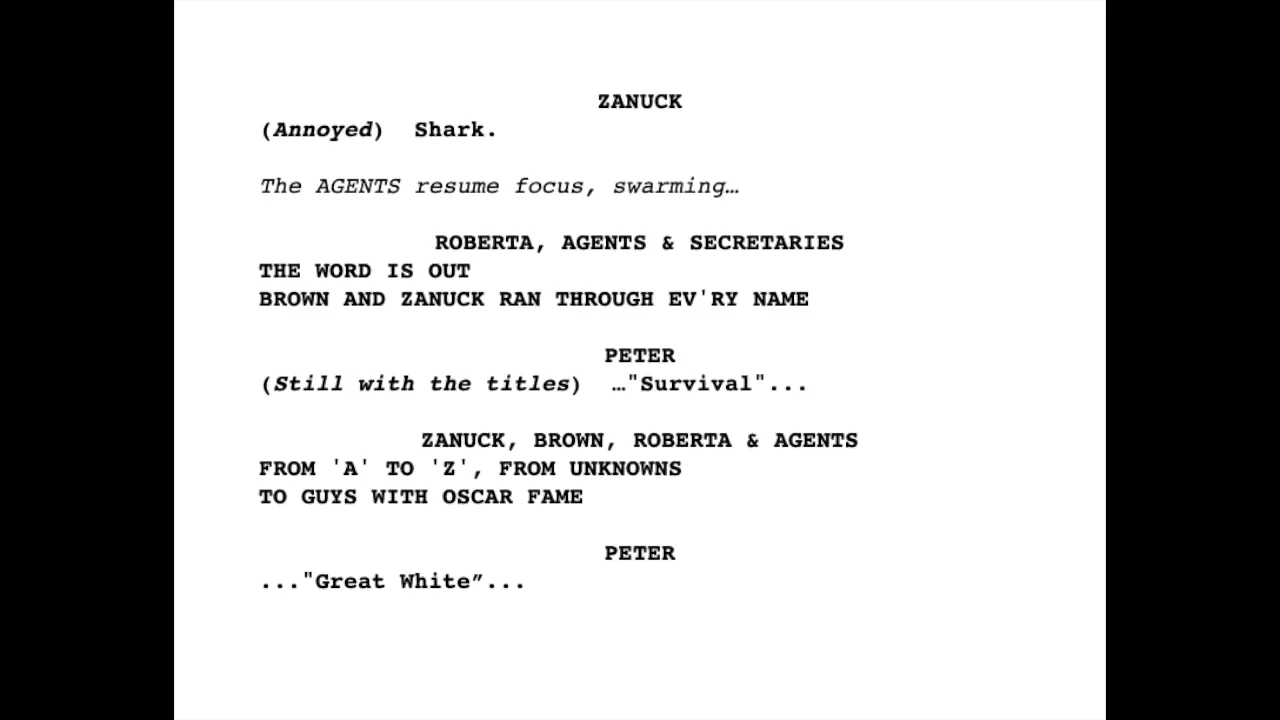 ZANUCK
(Annoyed) Shark.
The AGENTS resume focus, swarming…
ROBERTA, AGENTS & SECRETARIES
THE WORD IS OUT
BROWN AND ZANUCK RAN THROUGH EV'RY NAME
PETER
(Still with the titles) …"Survival"...
ZANUCK, BROWN, ROBERTA & AGENTS
FROM 'A' TO 'Z', FROM UNKNOWNS
TO GUYS WITH OSCAR FAME
PETER
..."Great White”...